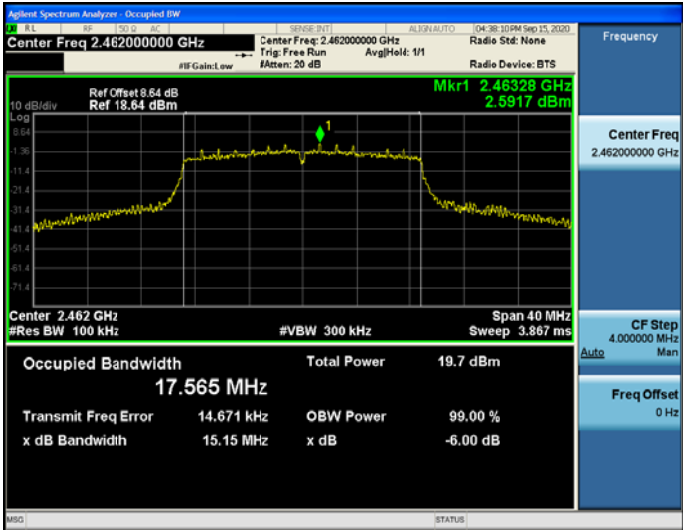 Agilent Spectrum Analyzer - Occupied BW
RL RF 50 Ω AC SENSE:INT ALIGN AUTO 04:38:10 PM Sep 15, 2020
Center Freq 2.462000000 GHz
Center Freq: 2.462000000 GHz
Radio Std: None
Trig: Free Run Avg|Hold: 1/1
#IFGain:Low #Atten: 20 dB Radio Device: BTS
Frequency
Ref Offset 8.64 dB
Mkr1 2.46328 GHz
10 dB/div Ref 18.64 dBm
2.5917 dBm
Log
8.64
1
-1.36
-11.4
-21.4
-31.4
-41.4
-51.4
-61.4
-71.4
Center Freq
2.462000000 GHz
Center 2.462 GHz Span 40 MHz
#Res BW 100 kHz #VBW 300 kHz Sweep 3.867 ms
CF Step
4.000000 MHz
Auto Man
Occupied Bandwidth Total Power 19.7 dBm
17.565 MHz
Transmit Freq Error 14.671 kHz OBW Power 99.00 %
x dB Bandwidth 15.15 MHz x dB -6.00 dB
Freq Offset
0 Hz
MSG STATUS